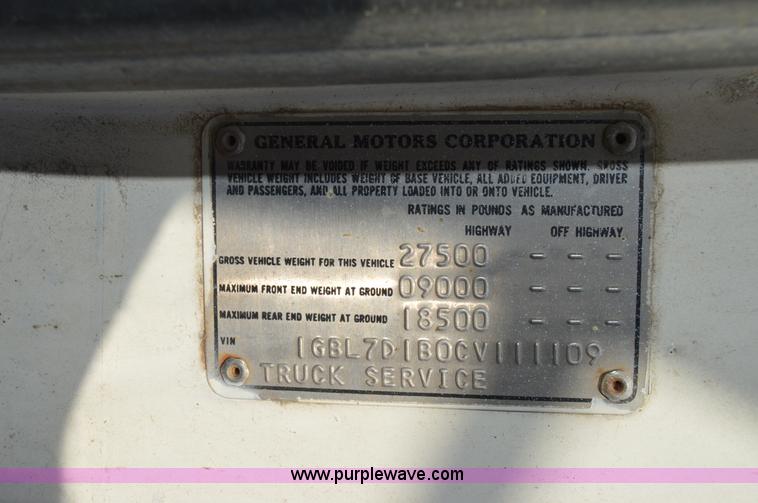 GENERAL MOTORS CORPORATION
WARRANTY MAY BE VOIDED IF WEIGHT EXCEEDS ANY OF RATINGS SHOWN. GROSS
VEHICLE WEIGHT INCLUDES WEIGHT OF BASE VEHICLE, ALL ADDED EQUIPMENT, DRIVER
AND PASSENGERS, AND ALL PROPERTY LOADED INTO OR ONTO VEHICLE.
RATINGS IN POUNDS AS MANUFACTURED
HIGHWAY OFF HIGHWAY
GROSS VEHICLE WEIGHT FOR THIS VEHICLE 27500 - - -
MAXIMUM FRONT END WEIGHT AT GROUND 09000 - - -
MAXIMUM REAR END WEIGHT AT GROUND 18500 - - -
VIN 1GBL7D1B0CV111109
TRUCK SERVICE
www.purplewave.com